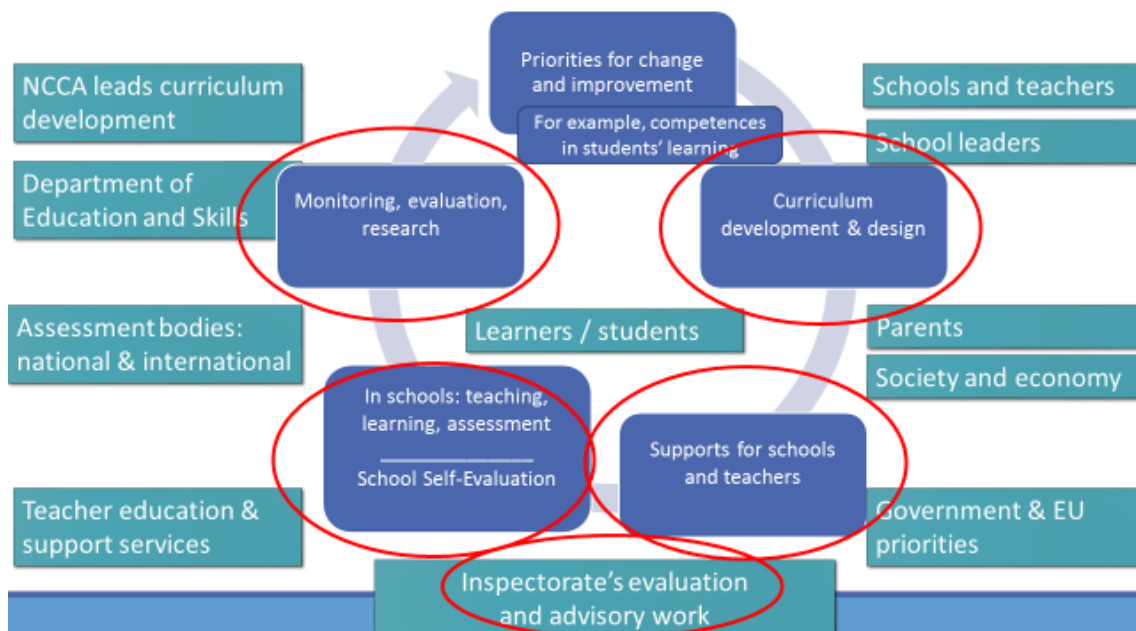 Priorities for change
and improvement
For example, competences
in students' learning
NCCA leads curriculum
development
Schools and teachers
School leaders
Department of
Education and Skills
Monitoring, evaluation,
research
Curriculum
development & design
Assessment bodies:
national & international
Learners / students
Parents
Society and economy
In schools: teaching,
learning, assessment
School Self-Evaluation
Supports for schools
and teachers
Teacher education &
support services
Government & EU
priorities
Inspectorate's evaluation
and advisory work